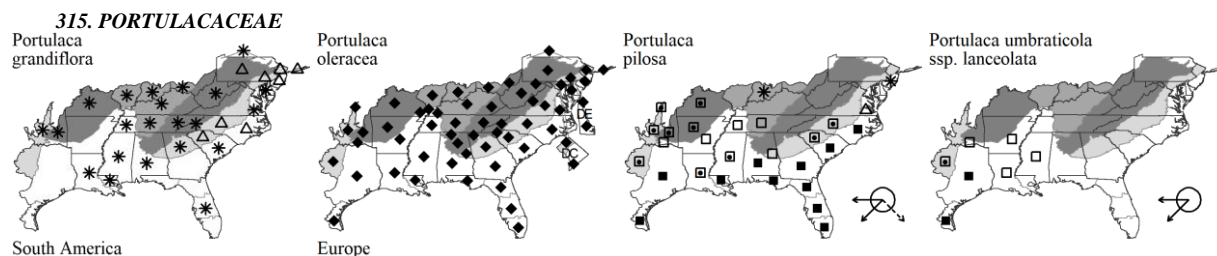 315. PORTULACACEAE
Portulaca
grandiflora
South America
Portulaca
oleracea
DE
DC
Europe
Portulaca
pilosa
Portulaca umbraticola
ssp. lanceolata